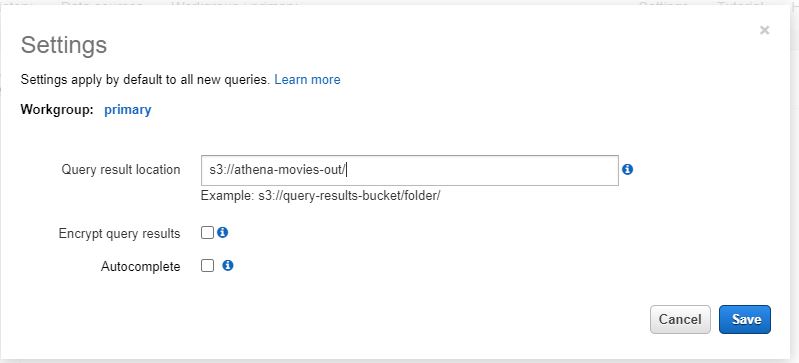 Settings
Settings apply by default to all new queries. Learn more
Workgroup: primary
Query result location
s3://athena-movies-out/
Example: s3://query-results-bucket/folder/
Encrypt query results
Autocomplete
Cancel
Save